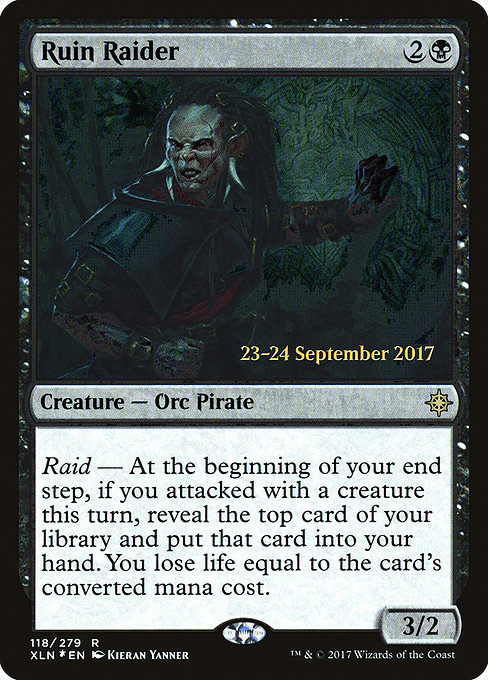 Ruin Raider 2
23–24 September 2017
Creature — Orc Pirate
Raid — At the beginning of your end
step, if you attacked with a creature
this turn, reveal the top card of your
library and put that card into your
hand. You lose life equal to the card's
converted mana cost.
3/2
118/279 R
XLN ★ EN Kieran Yanner ™ & © 2017 Wizards of the Coast